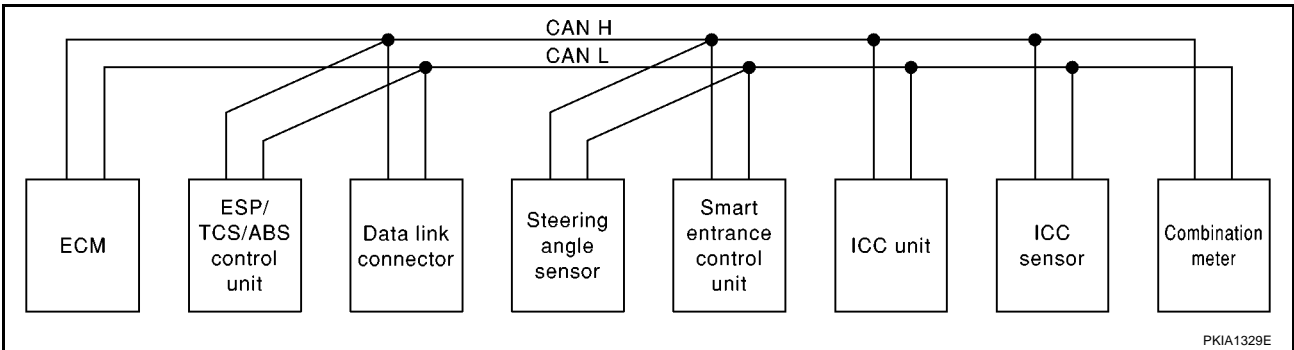 CAN H
CAN L
ECM
ESP/
TCS/ABS
control
unit
Data link
connector
Steering
angle
sensor
Smart
entrance
control
unit
ICC unit
ICC
sensor
Combination
meter
PKIA1329E